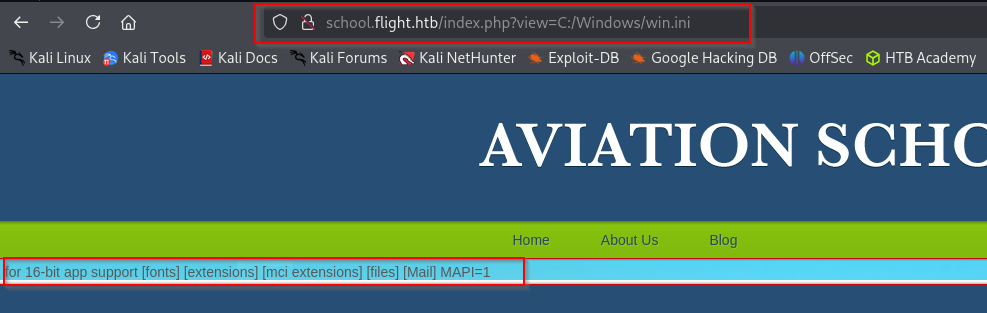 school.flight.htb/index.php?view=C:/Windows/win.ini
Kali Linux Kali Tools Kali Docs Kali Forums Kali NetHunter Exploit-DB Google Hacking DB OffSec HTB Academy
AVIATION SCHO
Home About Us Blog
for 16-bit app support [fonts] [extensions] [mci extensions] [files] [Mail] MAPI=1